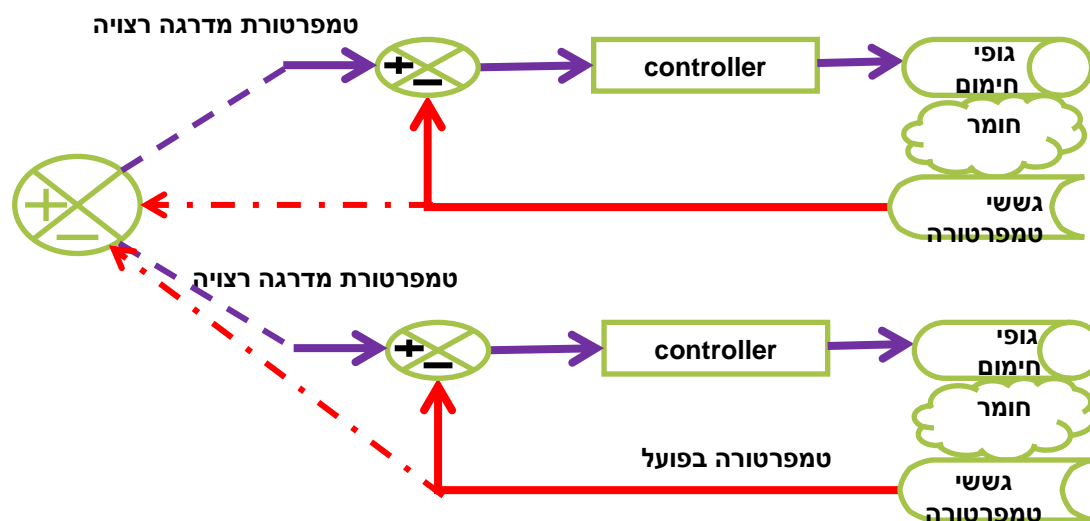 טמפרטורת מדרגה רצויה
+
−
controller
גופי
חימום
חומר
גששי
טמפרטורה
+
−
טמפרטורת מדרגה רצויה
+
−
controller
גופי
חימום
חומר
טמפרטורה בפועל
גששי
טמפרטורה